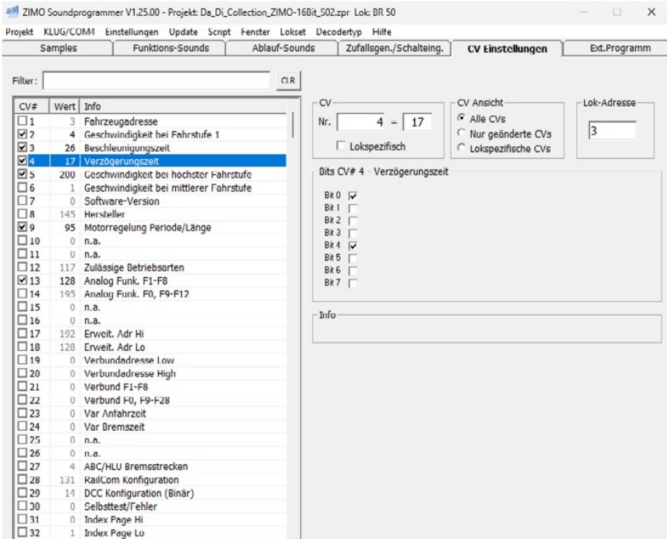 ZIMO Soundprogrammer V1.25.00 - Projekt: Da_Di_Collection_ZIMO-16Bit_S02.zpr Lok: BR 50
Projekt KLUG/COM4 Einstellungen Update Script Fenster Lokset Decodertyp Hilfe
Samples Funktions-Sounds Ablauf-Sounds Zufallsgen./Schalteing. CV Einstellungen Ext.Programm
Filter: CLR
CV# Wert Info
1 3 Fahrzeugadresse
2 4 Geschwindigkeit bei Fahrstufe 1
3 26 Beschleunigungszeit
4 17 Verzögerungszeit
5 200 Geschwindigkeit bei höchster Fahrstufe
6 1 Geschwindigkeit bei mittlerer Fahrstufe
7 0 Software-Version
8 145 Hersteller
9 95 Motorregelung Periode/Länge
10 0 n.a.
11 0 n.a.
12 117 Zulässige Betriebsarten
13 128 Analog Funk. F1-F8
14 195 Analog Funk. F0, F9-F12
15 0 n.a.
16 0 n.a.
17 192 Erweit. Adr Hi
18 128 Erweit. Adr Lo
19 0 Verbundadresse Low
20 0 Verbundadresse High
21 0 Verbund F1-F8
22 0 Verbund F0, F9-F28
23 0 Var Anfahrzeit
24 0 Var Bremszeit
25 0 n.a.
26 0 n.a.
27 4 ABC/HLU Bremsstrecken
28 131 RailCom Konfiguration
29 14 DCC Konfiguration (Binär)
30 0 Selbsttest/Fehler
31 0 Index Page Hi
32 1 Index Page Lo
CV
Nr. 4 = 17
Lokspezifisch
CV Ansicht
Alle CVs
Nur geänderte CVs
Lokspezifische CVs
Lok-Adresse
3
Bits CV# 4 - Verzögerungszeit
Bit 0
Bit 1
Bit 2
Bit 3
Bit 4
Bit 5
Bit 6
Bit 7
Info